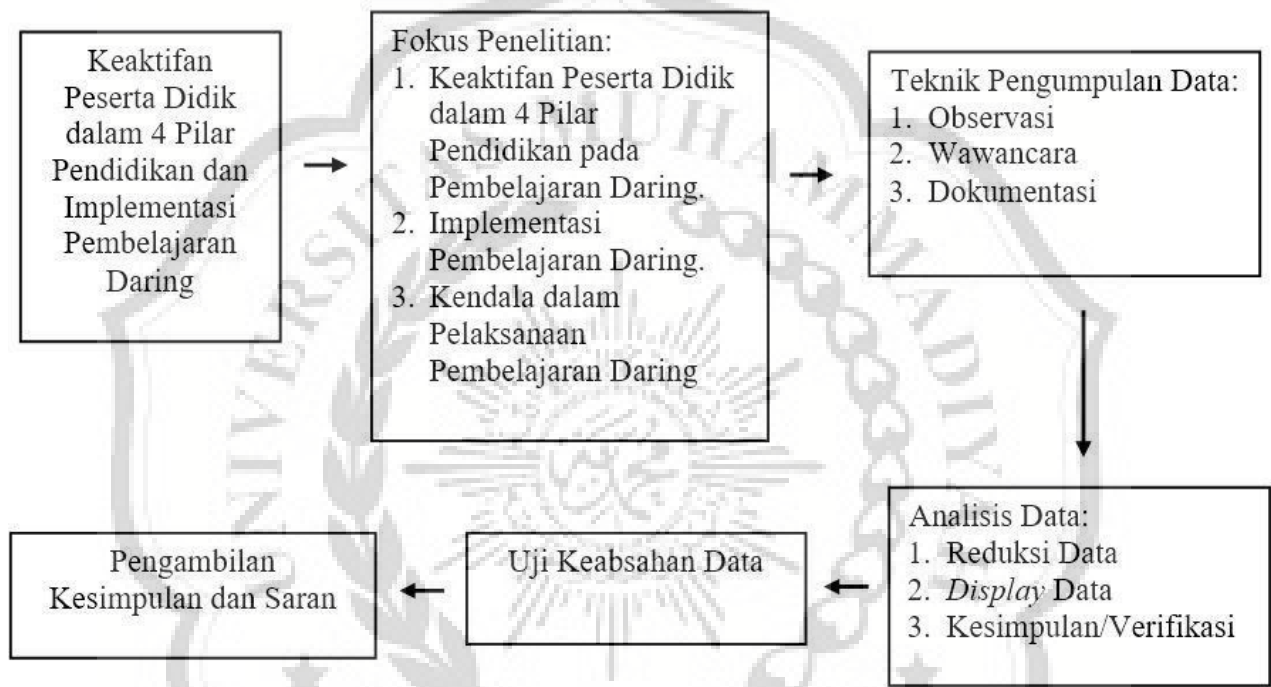 Keaktifan
Peserta Didik
dalam 4 Pilar
Pendidikan dan
Implementasi
Pembelajaran
Daring
Fokus Penelitian:
1. Keaktifan Peserta Didik
dalam 4 Pilar
Pendidikan pada
Pembelajaran Daring.
2. Implementasi
Pembelajaran Daring.
3. Kendala dalam
Pelaksanaan
Pembelajaran Daring
Teknik Pengumpulan Data:
1. Observasi
2. Wawancara
3. Dokumentasi
Analisis Data:
1. Reduksi Data
2. Display Data
3. Kesimpulan/Verifikasi
Uji Keabsahan Data
Pengambilan
Kesimpulan dan Saran
UNIVERSITAS MUHAMMADIY